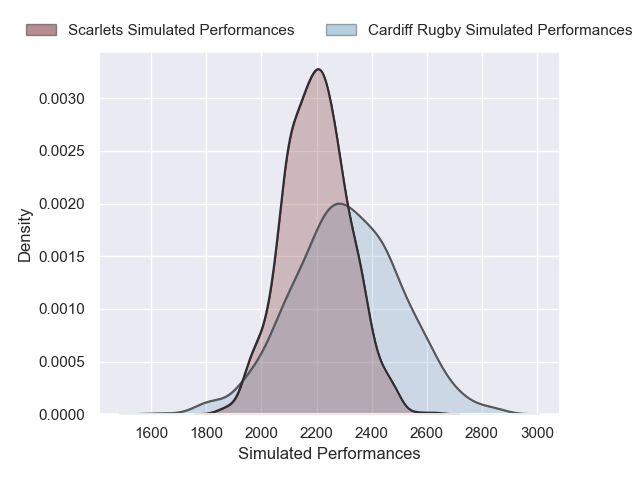 Scarlets Simulated Performances
Cardiff Rugby Simulated Performances
0.0030
0.0025
0.0020
0.0015
0.0010
0.0005
0.0000
Density
1600 1800 2000 2200 2400 2600 2800 3000
Simulated Performances